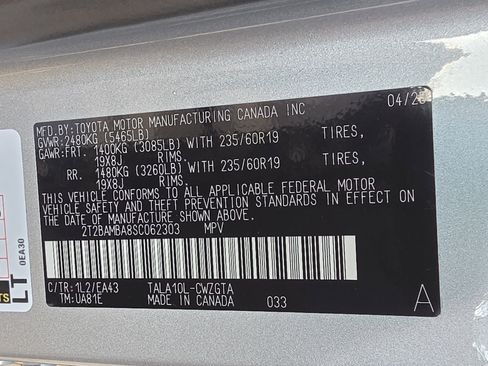 MFD.BY:TOYOTA MOTOR MANUFACTURING CANADA INC 04/25
GVWR:2480KG (5465LB)
GAWR:FRT. 1400KG (3085LB) WITH 235/60R19 TIRES,
19X8J RIMS.
RR. 1480KG (3260LB) WITH 235/60R19 TIRES,
19X8J RIMS.
THIS VEHICLE CONFORMS TO ALL APPLICABLE FEDERAL MOTOR
VEHICLE SAFETY AND THEFT PREVENTION STANDARDS IN EFFECT ON
THE DATE OF MANUFACTURE SHOWN ABOVE.
2T2BAMBA8SC062303 MPV
C/TR:1L2/EA43 TALA10L-CWZGTA
TM:UA81E MADE IN CANADA 033 A
0EA30
LT
TS